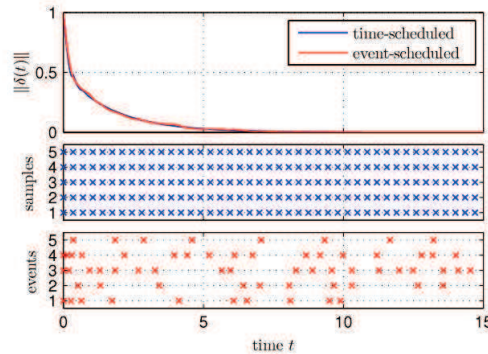 1
0.5
0
||δ(t)||
time-scheduled
event-scheduled
samples
5
4
3
2
1
events
5
4
3
2
1
0
5
10
15
time t